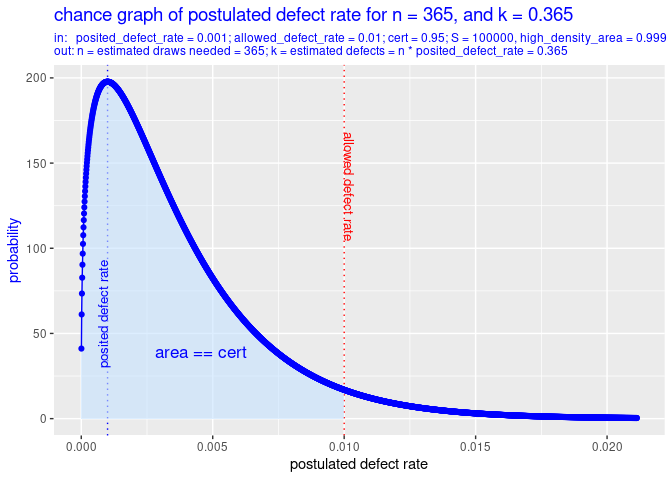 chance graph of postulated defect rate for n = 365, and k = 0.365
in:  posited_defect_rate = 0.001; allowed_defect_rate = 0.01; cert = 0.95; S = 100000, high_density_area = 0.999
out: n = estimated draws needed = 365; k = estimated defects = n * posited_defect_rate = 0.365
200
150
100
50
0
probability
posited defect rate
allowed defect rate
area == cert
0.000
0.005
0.010
0.015
0.020
postulated defect rate